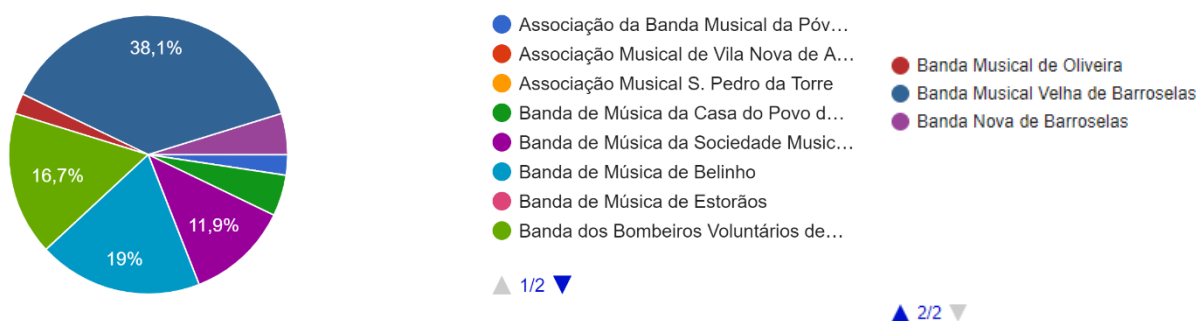 38,1%
16,7%
19%
11,9%
Associação da Banda Musical da Póv…
Associação Musical de Vila Nova de A…
Associação Musical S. Pedro da Torre
Banda de Música da Casa do Povo d…
Banda de Música da Sociedade Music…
Banda de Música de Belinho
Banda de Música de Estorãos
Banda dos Bombeiros Voluntários de…
1/2
Banda Musical de Oliveira
Banda Musical Velha de Barroselas
Banda Nova de Barroselas
2/2